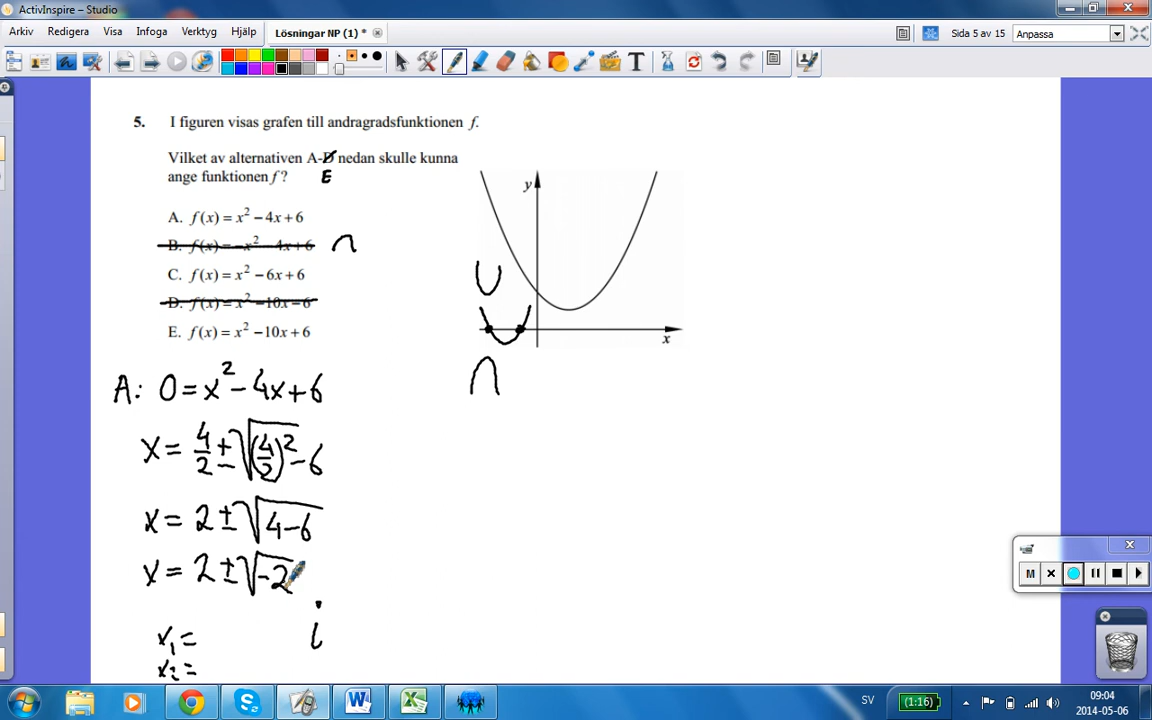 ActivInspire – Studio
Arkiv Redigera Visa Infoga Verktyg Hjälp
Lösningar NP (1) *
Sida 5 av 15
Anpassa
5. I figuren visas grafen till andragradsfunktionen f.
Vilket av alternativen A-D nedan skulle kunna
ange funktionen f ? E
A. f(x) = x² – 4x + 6
B. f(x) = –x² – 4x + 6
C. f(x) = x² – 6x + 6
D. f(x) = x² – 10x – 6
E. f(x) = x² – 10x + 6
y
x
A: 0 = x² - 4x + 6
x = 4/2 ± √(4/2)² - 6
x = 2 ± √4-6
x = 2 ± √-2
i
x₁ =
x₂ =
M
SV
(1:16)
09:04
2014-05-06